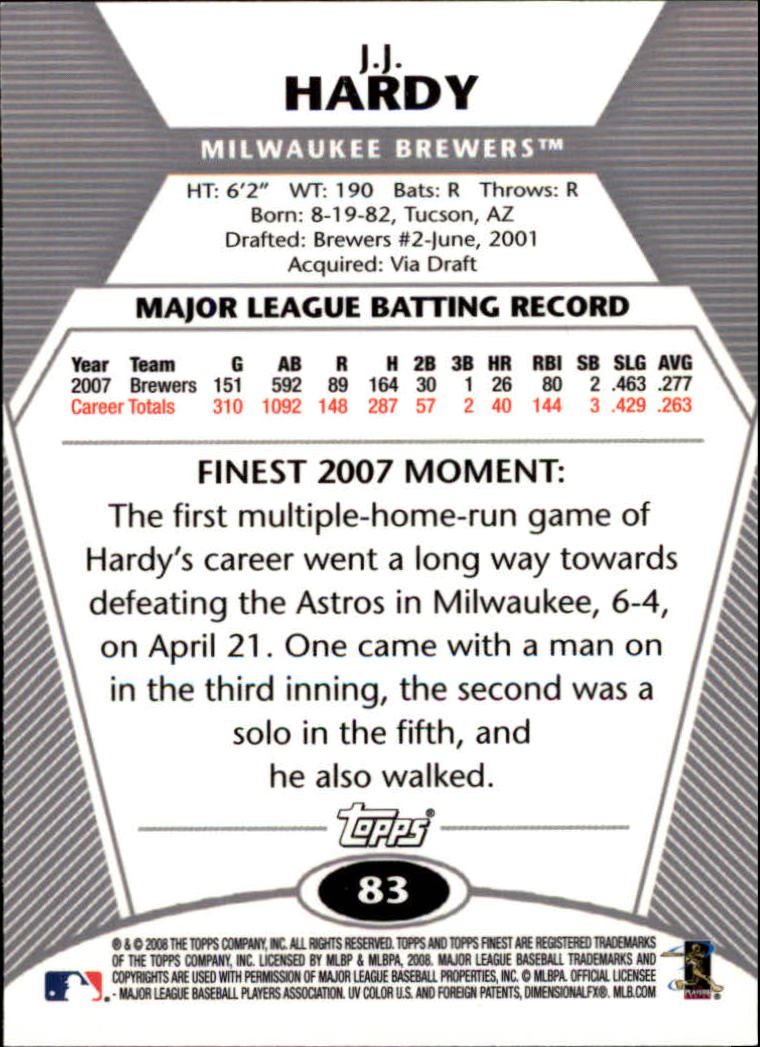 J.J.
HARDY
MILWAUKEE BREWERS™
HT: 6'2" WT: 190 Bats: R Throws: R
Born: 8-19-82, Tucson, AZ
Drafted: Brewers #2-June, 2001
Acquired: Via Draft
MAJOR LEAGUE BATTING RECORD
Year Team G AB R H 2B 3B HR RBI SB SLG AVG
2007 Brewers 151 592 89 164 30 1 26 80 2 .463 .277
Career Totals 310 1092 148 287 57 2 40 144 3 .429 .263
FINEST 2007 MOMENT:
The first multiple-home-run game of
Hardy's career went a long way towards
defeating the Astros in Milwaukee, 6-4,
on April 21. One came with a man on
in the third inning, the second was a
solo in the fifth, and
he also walked.
Topps®
83
® & © 2008 THE TOPPS COMPANY, INC. ALL RIGHTS RESERVED. TOPPS AND TOPPS FINEST ARE REGISTERED TRADEMARKS
OF THE TOPPS COMPANY, INC. LICENSED BY MLBP & MLBPA, 2008. MAJOR LEAGUE BASEBALL TRADEMARKS AND
COPYRIGHTS ARE USED WITH PERMISSION OF MAJOR LEAGUE BASEBALL PROPERTIES, INC. © MLBPA. OFFICIAL LICENSEE
- MAJOR LEAGUE BASEBALL PLAYERS ASSOCIATION. UV COLOR U.S. AND FOREIGN PATENTS, DIMENSIONALFX®. MLB.COM